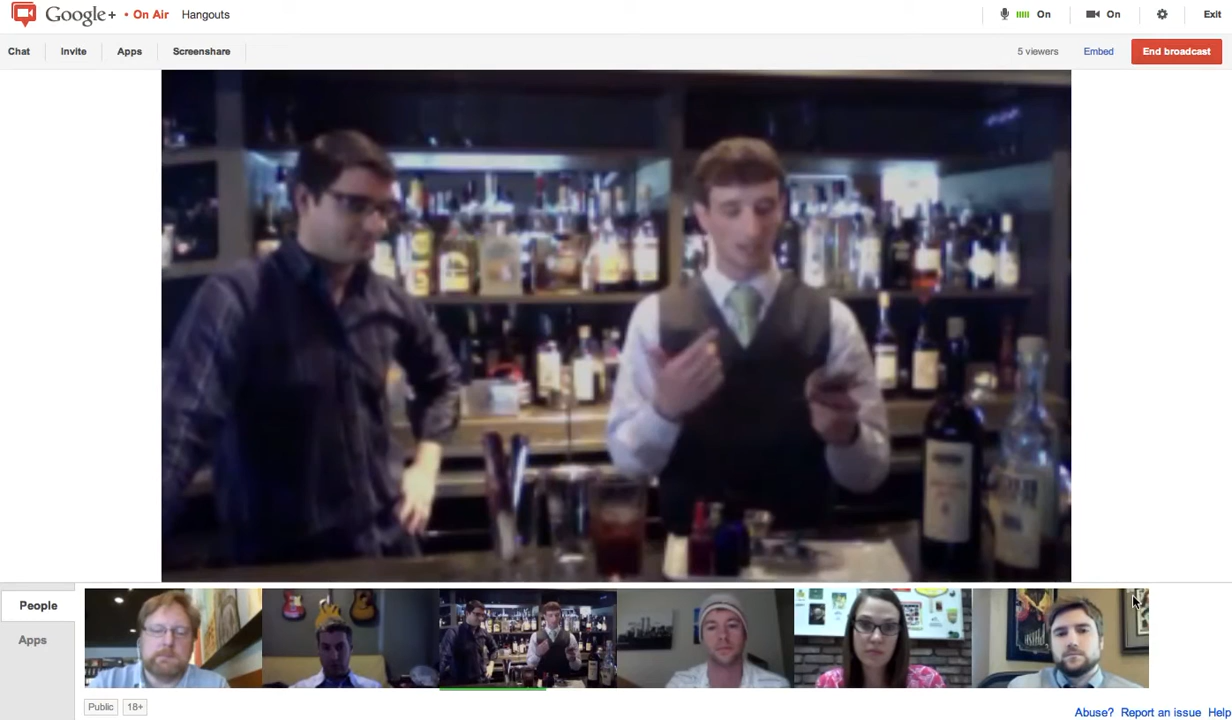 Google+ • On Air Hangouts On On Exit
Chat Invite Apps Screenshare 5 viewers Embed End broadcast
People
Apps
Public 18+
Abuse? Report an issue Help